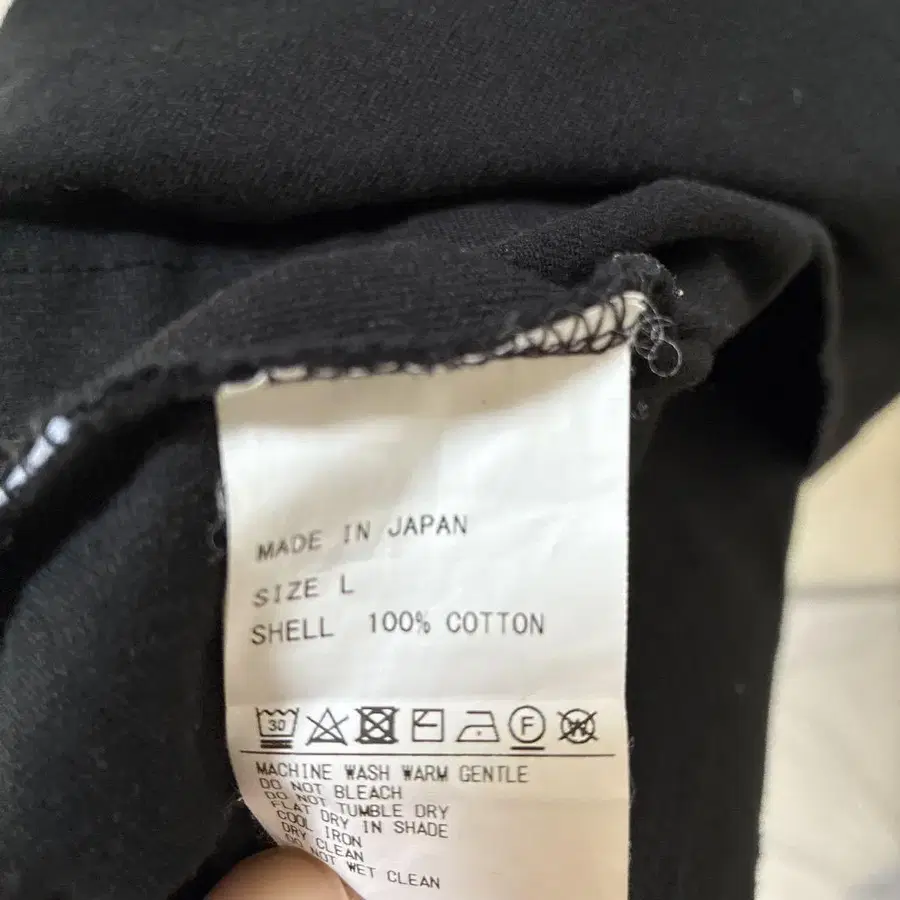 MADE IN JAPAN
SIZE L
SHELL 100% COTTON
30 F W
MACHINE WASH WARM GENTLE
DO NOT BLEACH
DO NOT TUMBLE DRY
FLAT DRY IN SHADE
COOL IRON
DRY CLEAN
DO NOT WET CLEAN